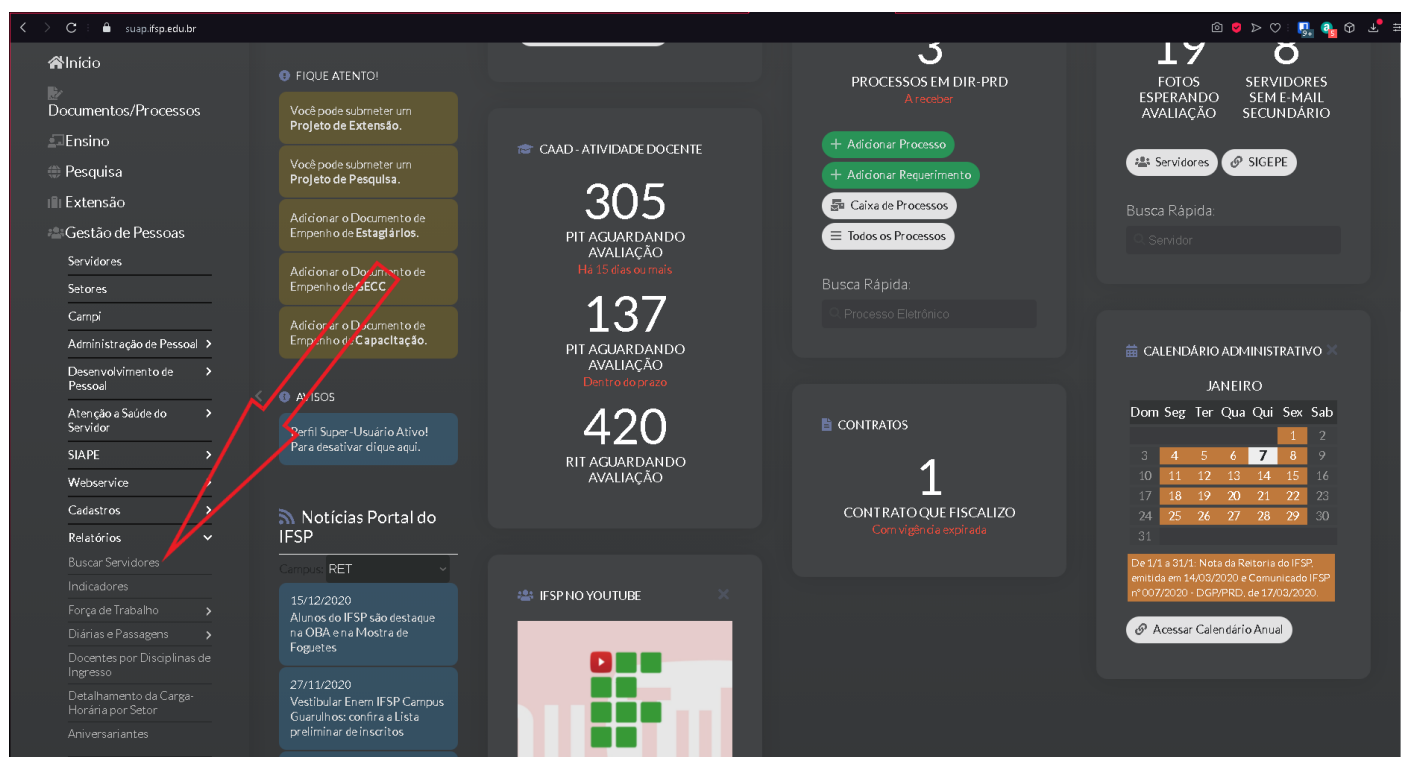 suap.ifsp.edu.br
Início
Documentos/Processos
Ensino
Pesquisa
Extensão
Gestão de Pessoas
Servidores
Setores
Campi
Administração de Pessoal
Desenvolvimento de
Pessoal
Atenção a Saúde do
Servidor
SIAPE
Webservice
Cadastros
Relatórios
Buscar Servidores
Indicadores
Força de Trabalho
Diárias e Passagens
Docentes por Disciplinas de
Ingresso
Detalhamento da Carga-
Horária por Setor
Aniversariantes
FIQUE ATENTO!
Você pode submeter um
Projeto de Extensão.
Você pode submeter um
Projeto de Pesquisa.
Adicionar o Documento de
Empenho de Estagiários.
Adicionar o Documento de
Empenho de GECC
Adicionar o Documento de
Empenho de Capacitação.
AVISOS
Perfil Super-Usuário Ativo!
Para desativar clique aqui.
Notícias Portal do
IFSP
Campus: RET
15/12/2020
Alunos do IFSP são destaque
na OBA e na Mostra de
Foguetes
27/11/2020
Vestibular Enem IFSP Campus
Guarulhos: confira a Lista
preliminar de inscritos
CAAD - ATIVIDADE DOCENTE
305
PIT AGUARDANDO
AVALIAÇÃO
Há 15 dias ou mais
137
PIT AGUARDANDO
AVALIAÇÃO
Dentro do prazo
420
RIT AGUARDANDO
AVALIAÇÃO
IFSP NO YOUTUBE
3
PROCESSOS EM DIR-PRD
A receber
Adicionar Processo
Adicionar Requerimento
Caixa de Processos
Todos os Processos
Busca Rápida:
Processo Eletrônico
CONTRATOS
1
CONTRATO QUE FISCALIZO
Com vigência expirada
19 8
FOTOS SERVIDORES
ESPERANDO SEM E-MAIL
AVALIAÇÃO SECUNDÁRIO
Servidores SIGEPE
Busca Rápida:
Servidor
CALENDÁRIO ADMINISTRATIVO
JANEIRO
Dom Seg Ter Qua Qui Sex Sab
1 2
3 4 5 6 7 8 9
10 11 12 13 14 15 16
17 18 19 20 21 22 23
24 25 26 27 28 29 30
31
De 1/1 a 31/1: Nota da Reitoria do IFSP,
emitida em 14/03/2020 e Comunicado IFSP
nº 007/2020 - DGP/PRD, de 17/03/2020.
Acessar Calendário Anual